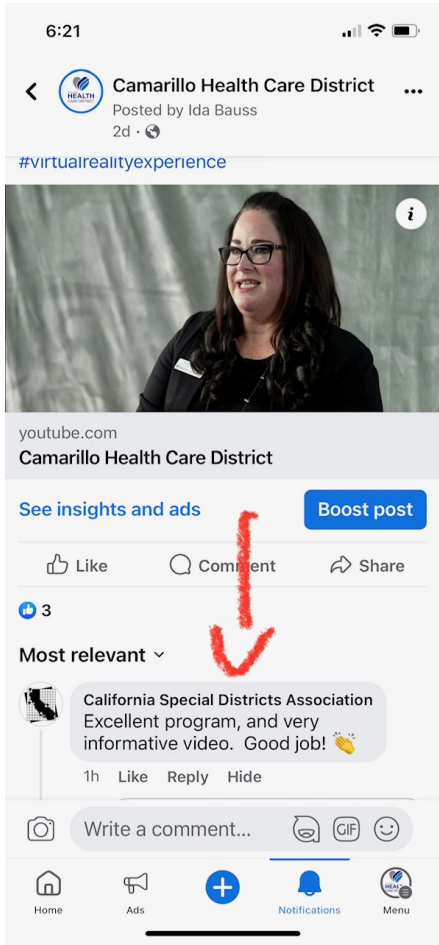 6:21
Camarillo Health Care District
Posted by Ida Bauss
2d ·
#virtualrealityexperience
HEALTH
i
youtube.com
Camarillo Health Care District
See insights and ads
Boost post
Like
Comment
Share
3
Most relevant
California Special Districts Association
Excellent program, and very
informative video. Good job! 👏
1h Like Reply Hide
Write a comment...
GIF
Home
Ads
Notifications
Menu